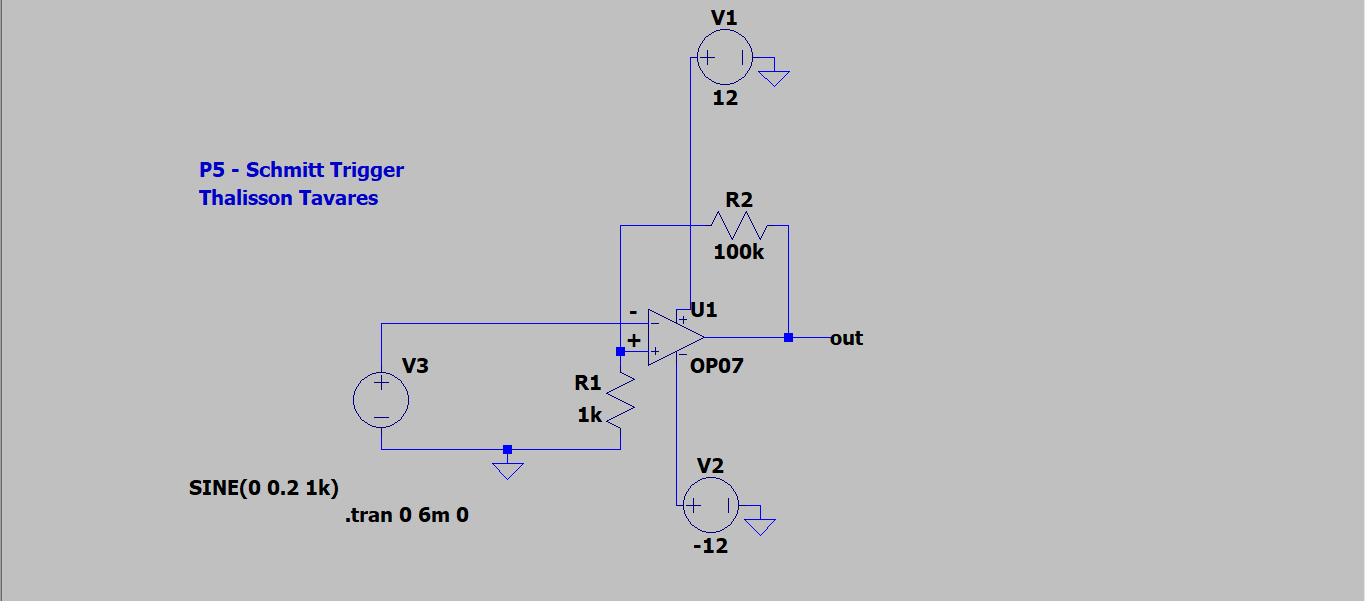 V1
12
P5 - Schmitt Trigger
Thalisson Tavares
R2
100k
- U1
+
V3
OP07
R1
1k
out
V2
SINE(0 0.2 1k)
.tran 0 6m 0
-12